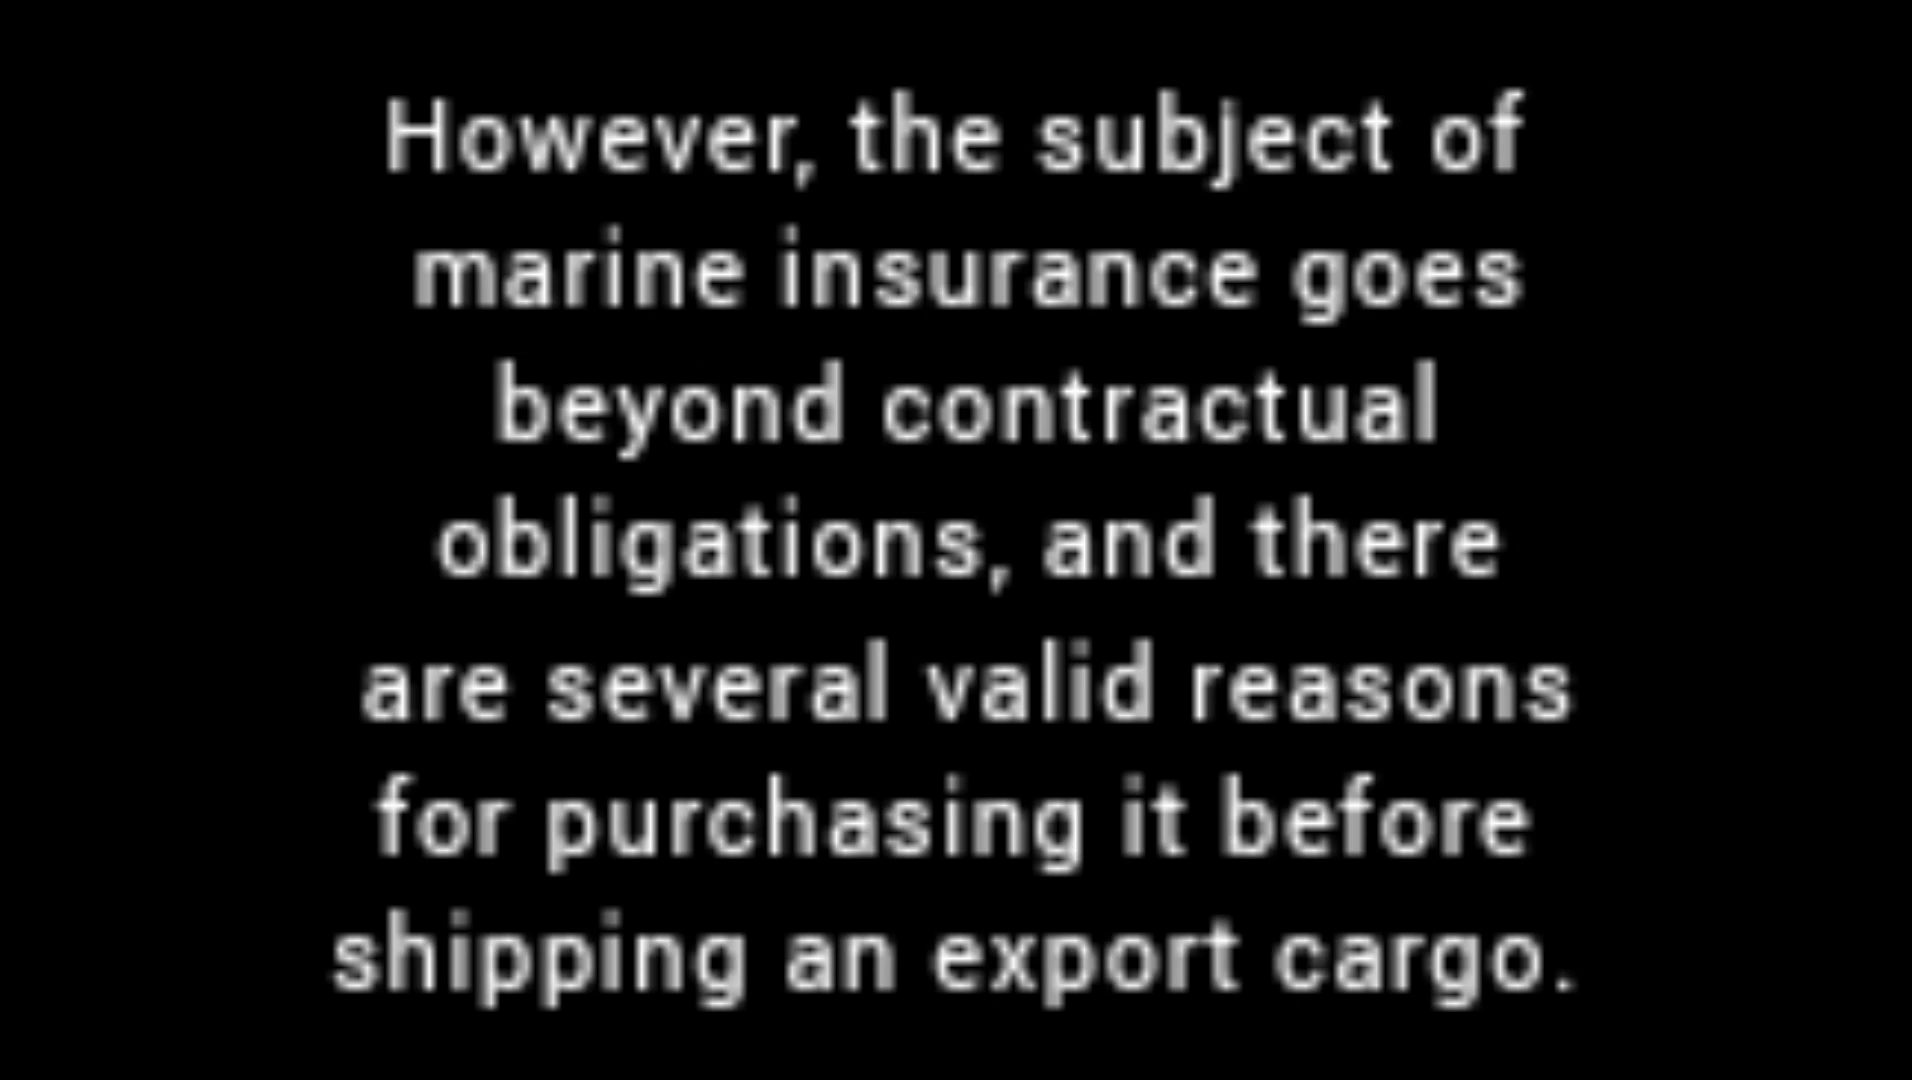 However, the subject of
marine insurance goes
beyond contractual
obligations, and there
are several valid reasons
for purchasing it before
shipping an export cargo.